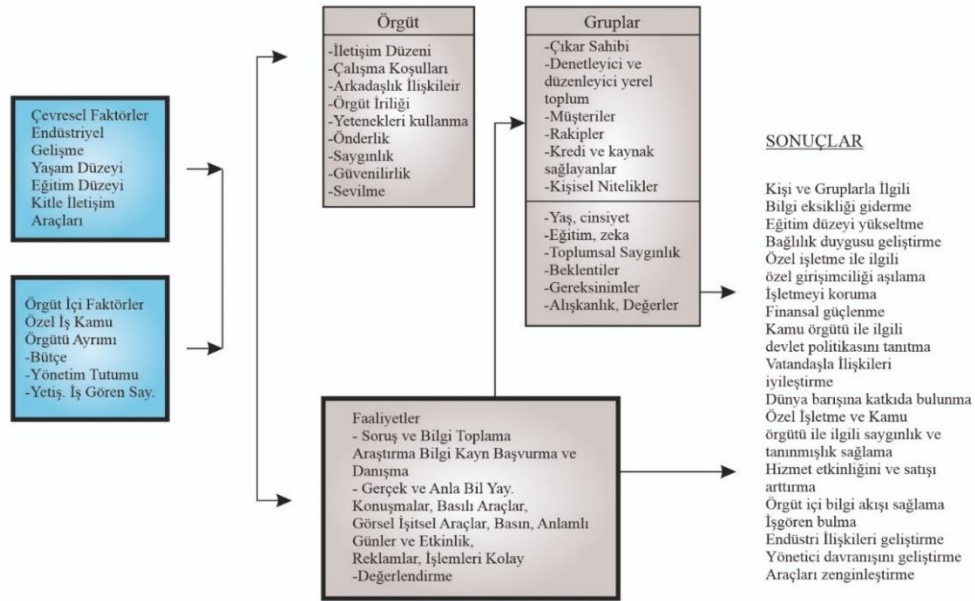 Çevresel Faktörler
Endüstriyel
Gelişme
Yaşam Düzeyi
Eğitim Düzeyi
Kitle İletişim
Araçları
Örgüt İçi Faktörler
Özel İş Kamu
Örgütü Ayrımı
-Bütçe
-Yönetim Tutumu
-Yetiş. İş Gören Say.
Örgüt
-İletişim Düzeni
-Çalışma Koşulları
-Arkadaşlık İlişkileir
-Örgüt İriliği
-Yetenekleri kullanma
-Önderlik
-Saygınlık
-Güvenilirlik
-Sevilme
Gruplar
-Çıkar Sahibi
-Denetleyici ve
düzenleyici yerel
toplum
-Müşteriler
-Rakipler
-Kredi ve kaynak
sağlayanlar
-Kişisel Nitelikler
-Yaş, cinsiyet
-Eğitim, zeka
-Toplumsal Saygınlık
-Beklentiler
-Gereksinimler
-Alışkanlık, Değerler
Faaliyetler
- Soruş ve Bilgi Toplama
Araştırma Bilgi Kayn Başvurma ve
Danışma
- Gerçek ve Anla Bil Yay.
Konuşmalar, Basılı Araçlar,
Görsel İşitsel Araçlar, Basın, Anlamlı
Günler ve Etkinlik,
Reklamlar, İşlemleri Kolay
-Değerlendirme
SONUÇLAR
Kişi ve Gruplarla İlgili
Bilgi eksikliği giderme
Eğitim düzeyi yükseltme
Bağlılık duygusu geliştirme
Özel işletme ile ilgili
özel girişimciliği aşılama
İşletmeyi koruma
Finansal güçlenme
Kamu örgütü ile ilgili
devlet politikasını tanıtma
Vatandaşla İlişkileri
iyileştirme
Dünya barışına katkıda bulunma
Özel İşletme ve Kamu
örgütü ile ilgili saygınlık ve
tanınmışlık sağlama
Hizmet etkinliğini ve satışı
arttırma
Örgüt içi bilgi akışı sağlama
İşgören bulma
Endüstri İlişkileri geliştirme
Yönetici davranışını geliştirme
Araçları zenginleştirme